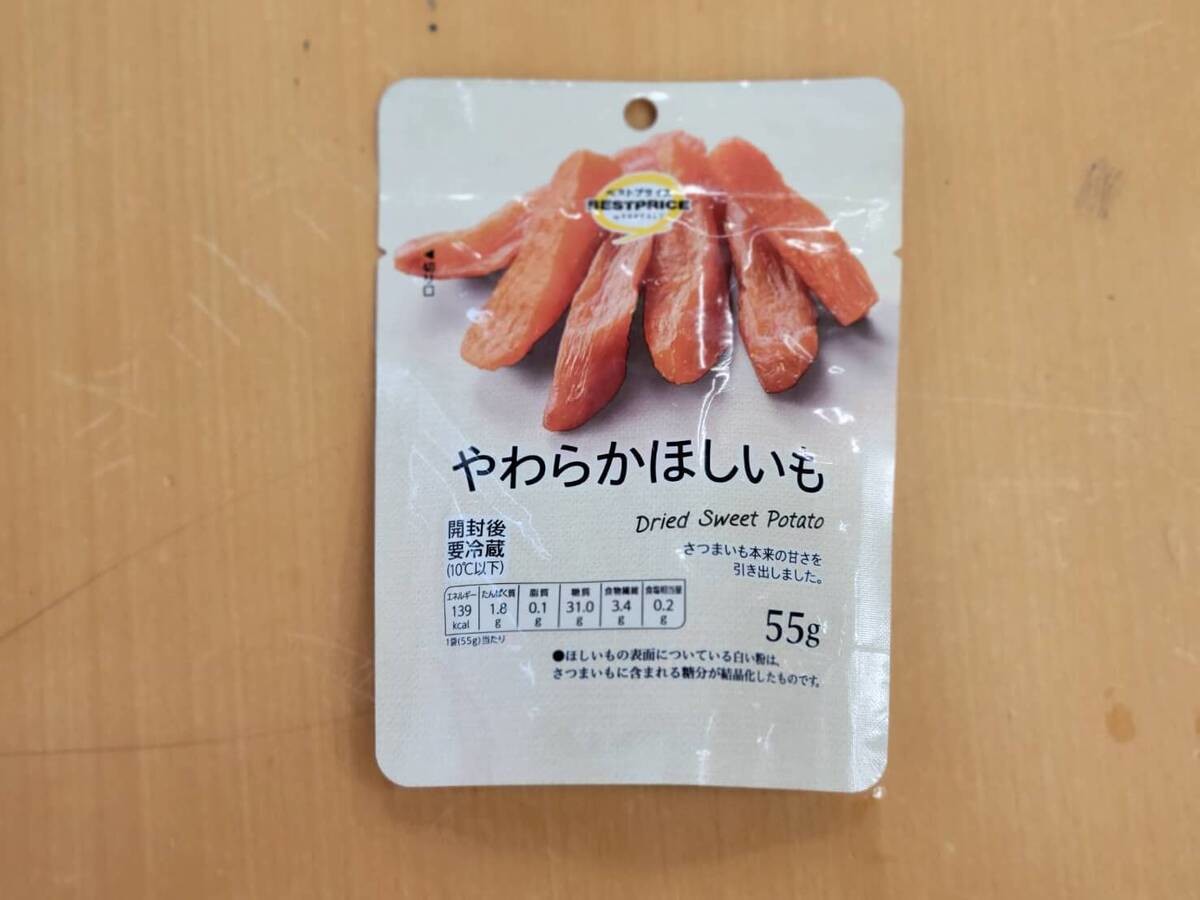 ベストプライス
BESTPRICE
by TOPVALU
やわらかほしいも
Dried Sweet Potato
開封後
要冷蔵
(10℃以下)
さつまいも本来の甘さを
引き出しました。
エネルギー たんぱく質 脂質 糖質 食物繊維 食塩相当量
139 1.8 0.1 31.0 3.4 0.2
kcal g g g g g
1袋(55g)当たり
55g
●ほしいもの表面についている白い粉は、
さつまいもに含まれる糖分が結晶化したものです。